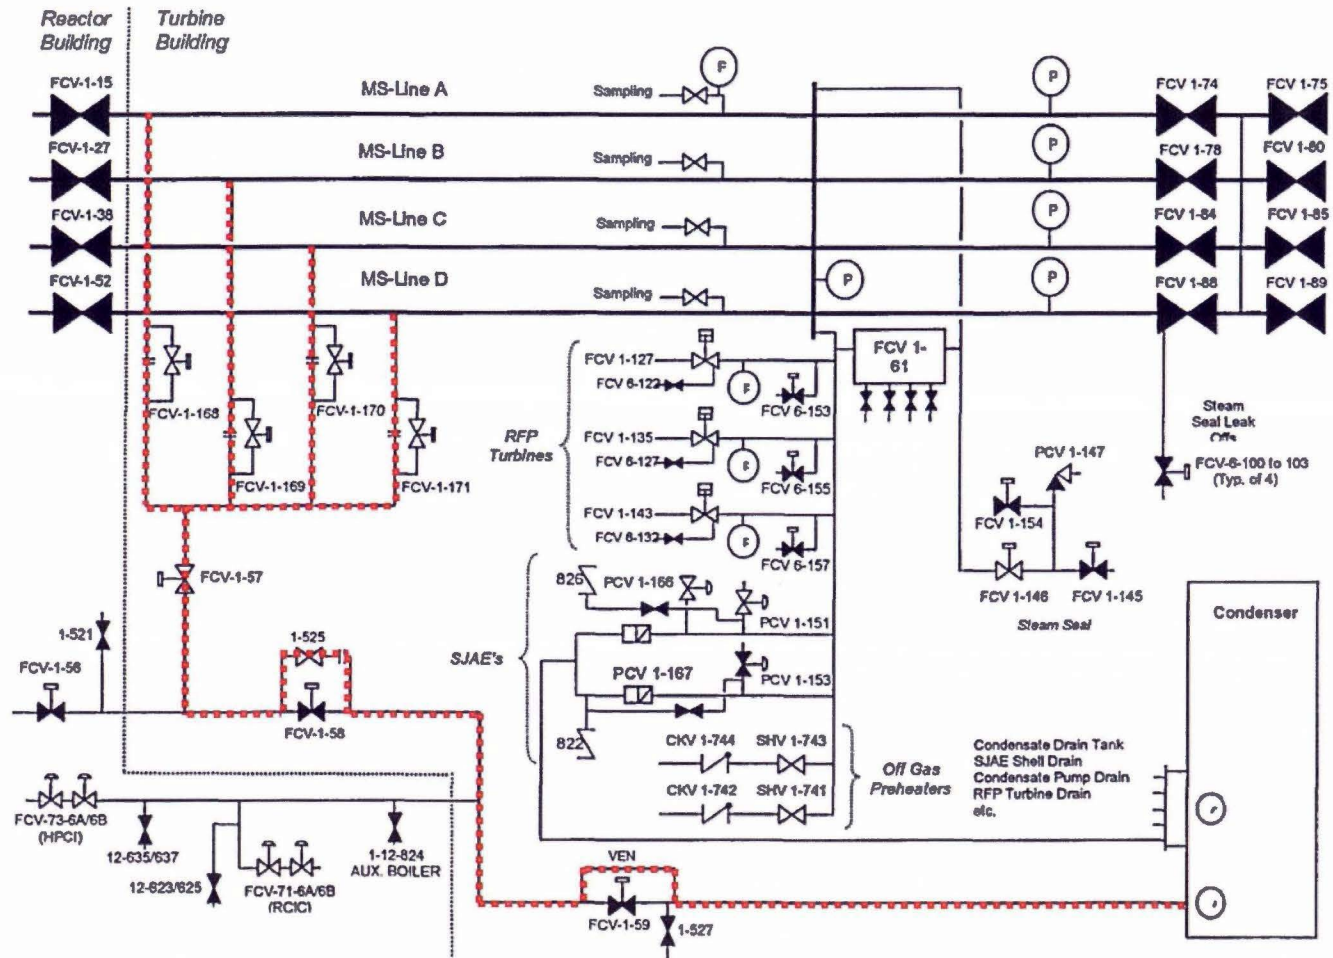 Reactor Building
Turbine Building
FCV-1-15
MS-Line A
Sampling
F
P
FCV 1-74
FCV 1-75
FCV-1-27
MS-Line B
Sampling
P
FCV 1-78
FCV 1-80
FCV-1-38
MS-Line C
Sampling
P
FCV 1-84
FCV 1-85
FCV-1-52
MS-Line D
Sampling
P
P
FCV 1-88
FCV 1-89
FCV-1-168
FCV-1-169
FCV-1-170
FCV-1-171
RFP Turbines
FCV 1-127
FCV 6-122
F
FCV 6-153
FCV 1-135
FCV 6-127
F
FCV 6-155
FCV 1-143
FCV 6-132
F
FCV 6-157
FCV 1-61
Steam
Seal Leak
Offs
FCV-6-100 to 103
(Typ. of 4)
PCV 1-147
FCV 1-154
FCV 1-146
FCV 1-145
Steam Seal
FCV-1-57
1-521
FCV-1-56
1-525
FCV-1-58
SJAE's
826
PCV 1-166
PCV 1-151
PCV 1-167
PCV 1-153
822
CKV 1-744
SHV 1-743
CKV 1-742
SHV 1-741
Off Gas Preheaters
Condenser
Condensate Drain Tank
SJAE Shell Drain
Condensate Pump Drain
RFP Turbine Drain
etc.
FCV-73-6A/6B
(HPCI)
12-635/637
12-623/625
FCV-71-6A/6B
(RCIC)
1-12-824
AUX. BOILER
VEN
FCV-1-59
1-527